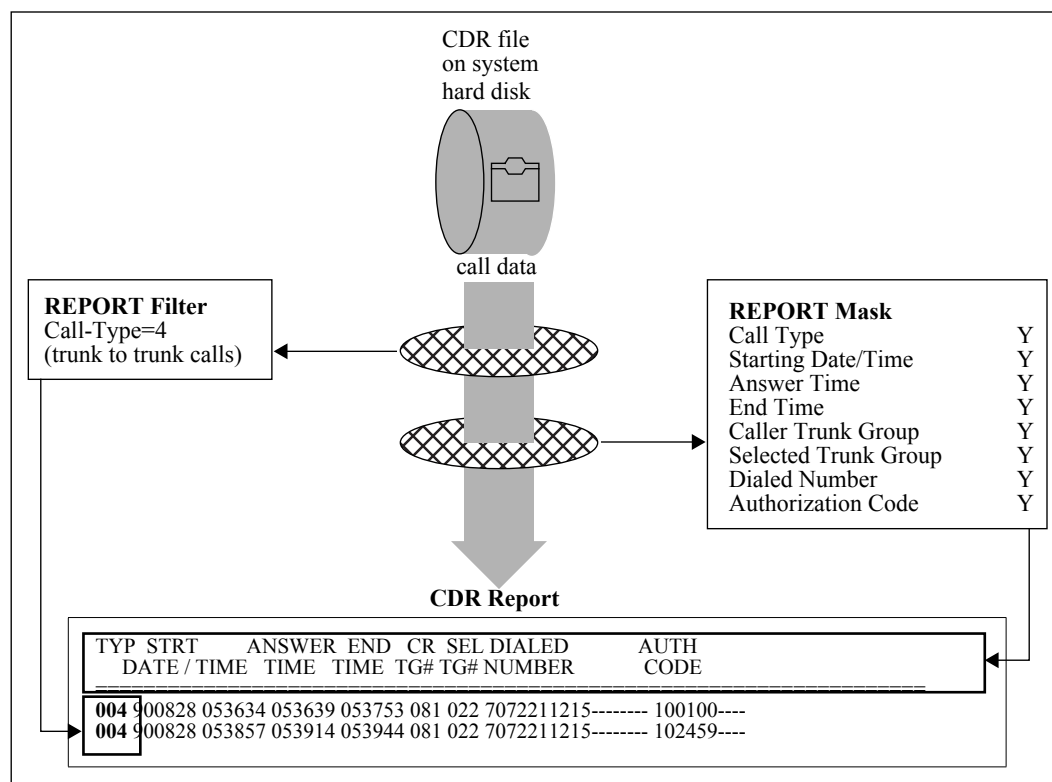 CDR file
on system
hard disk
call data
REPORT Filter
Call-Type=4
(trunk to trunk calls)
REPORT Mask
Call Type Y
Starting Date/Time Y
Answer Time Y
End Time Y
Caller Trunk Group Y
Selected Trunk Group Y
Dialed Number Y
Authorization Code Y
CDR Report
TYP STRT ANSWER END CR SEL DIALED AUTH
DATE / TIME TIME TIME TG# TG# NUMBER CODE
=====================================================================
004 900828 053634 053639 053753 081 022 7072211215-------- 100100----
004 900828 053857 053914 053944 081 022 7072211215-------- 102459----